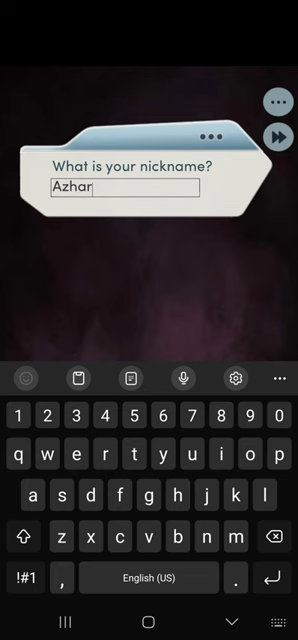 What is your nickname?
Azhar
1 2 3 4 5 6 7 8 9 0
q w e r t y u i o p
a s d f g h j k l
z x c v b n m
!#1 , English (US) .